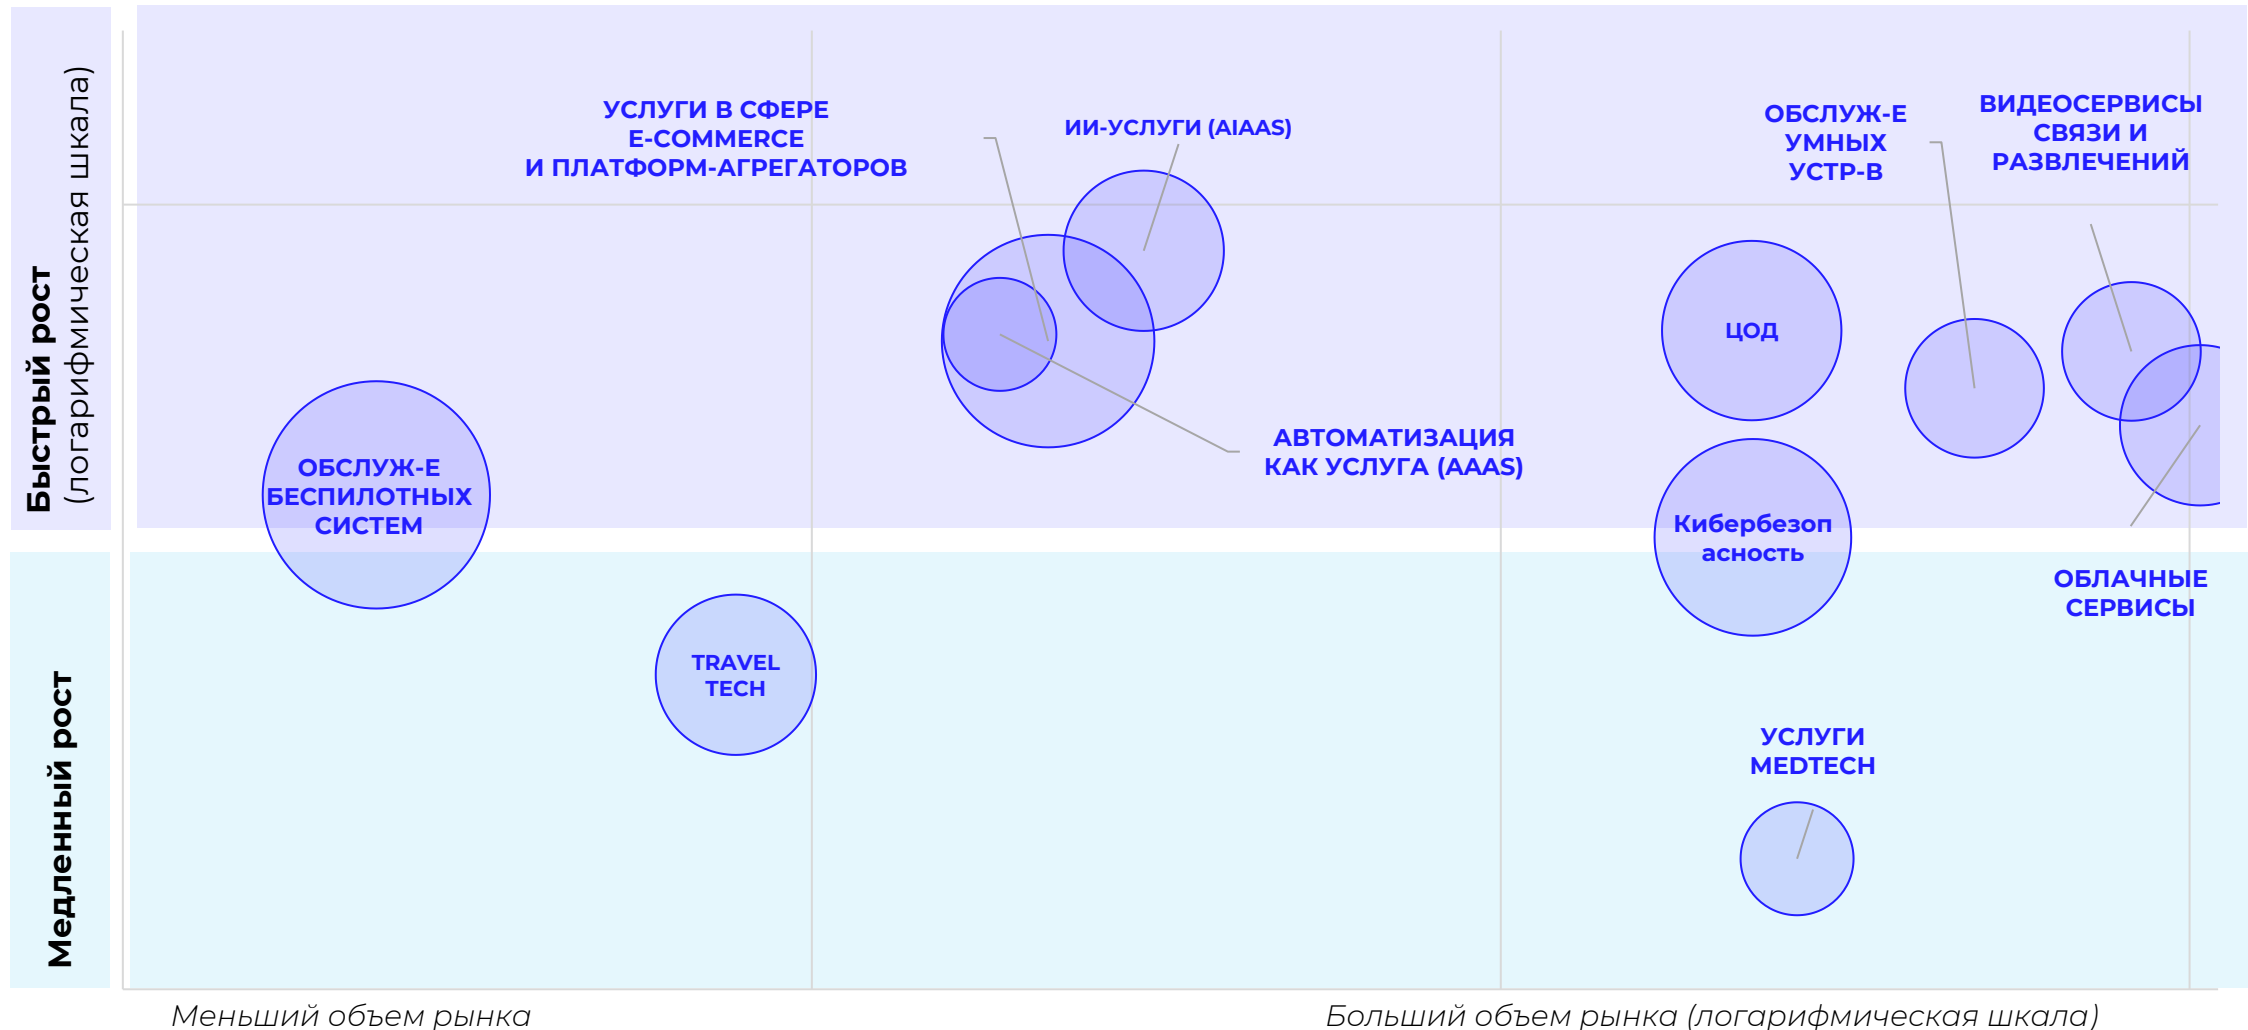 Быстрый рост
(логарифмическая шкала)
УСЛУГИ В СФЕРЕ
E-COMMERCE
И ПЛАТФОРМ-АГРЕГАТОРОВ
ИИ-УСЛУГИ (AIAAS)
ОБСЛУЖ-Е
УМНЫХ
УСТР-В
ВИДЕОСЕРВИСЫ
СВЯЗИ И
РАЗВЛЕЧЕНИЙ
ЦОД
АВТОМАТИЗАЦИЯ
КАК УСЛУГА (AAAS)
ОБСЛУЖ-Е
БЕСПИЛОТНЫХ
СИСТЕМ
Кибербезоп
асность
ОБЛАЧНЫЕ
СЕРВИСЫ
Медленный рост
TRAVEL
TECH
УСЛУГИ
MEDTECH
Меньший объем рынка
Больший объем рынка (логарифмическая шкала)